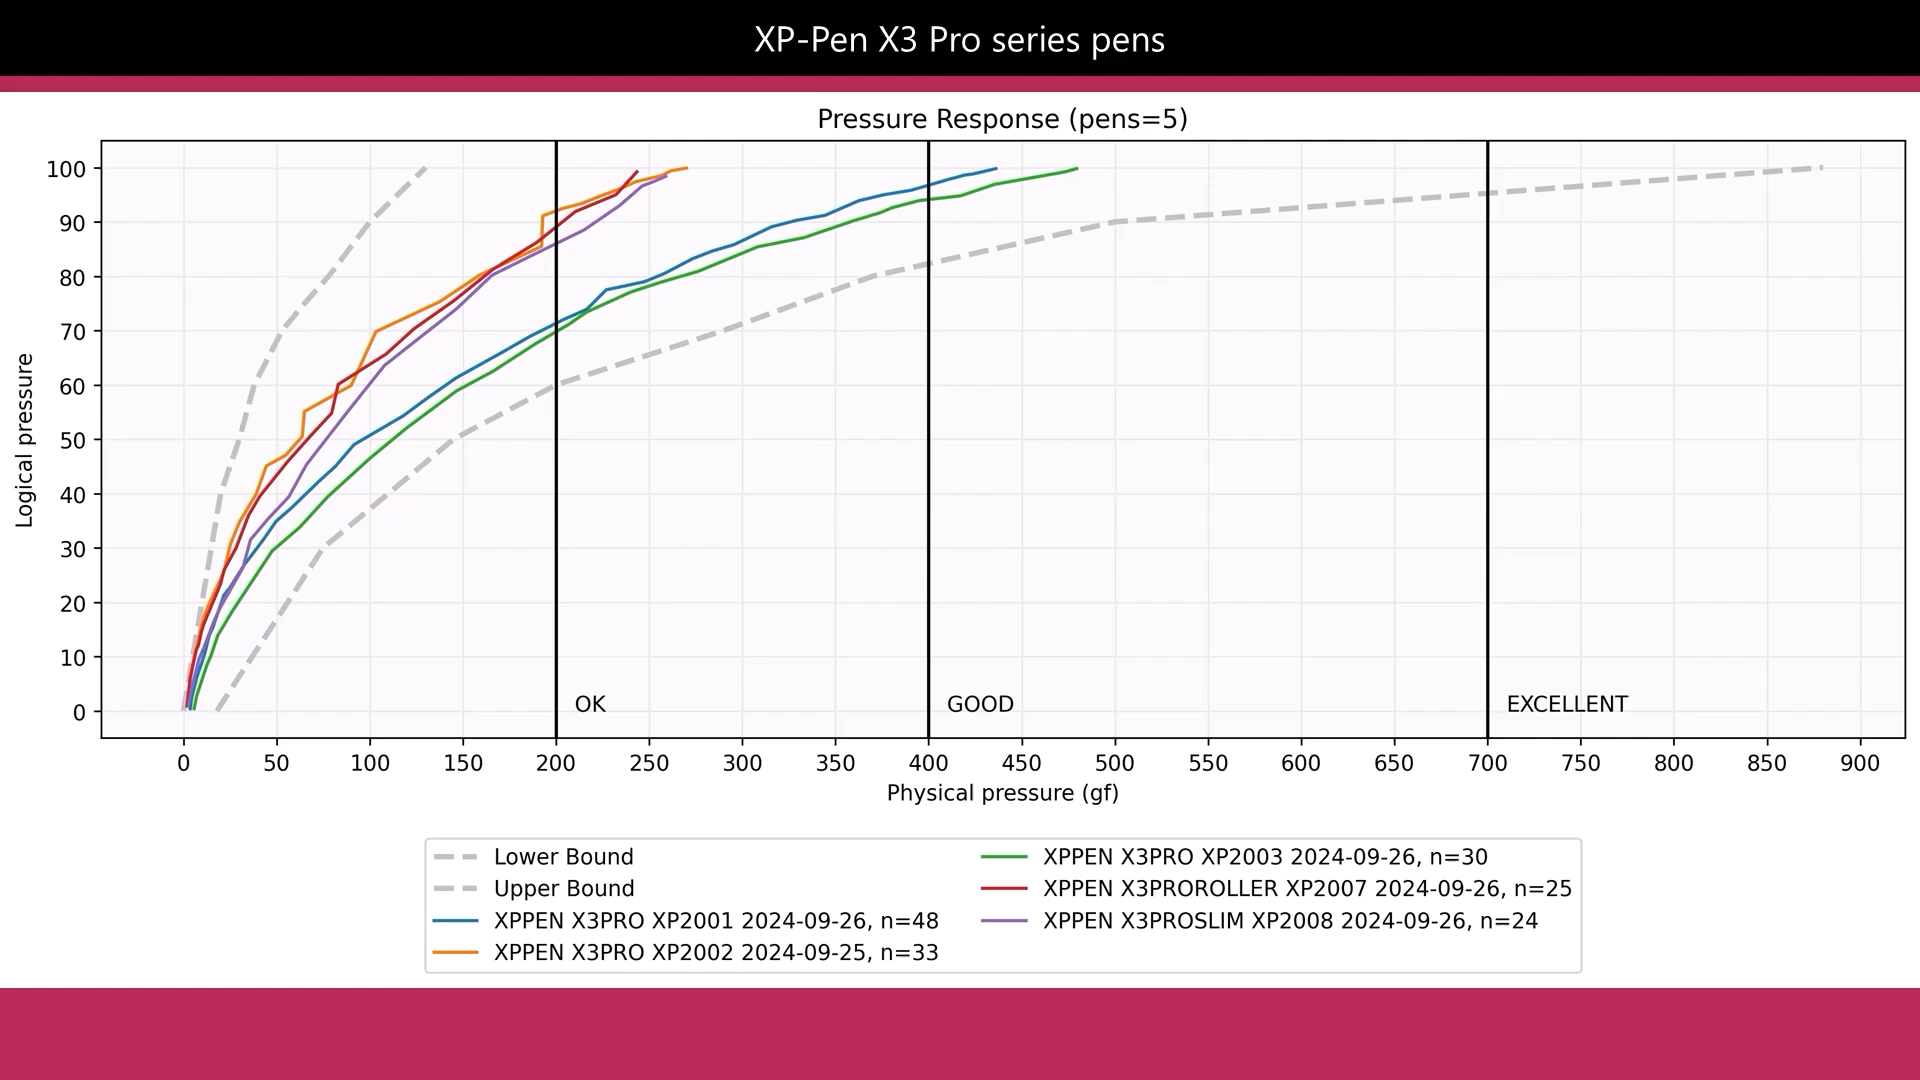 XP-Pen X3 Pro series pens
Pressure Response (pens=5)
Logical pressure
100
90
80
70
60
50
40
30
20
10
0
OK
GOOD
EXCELLENT
0 50 100 150 200 250 300 350 400 450 500 550 600 650 700 750 800 850 900
Physical pressure (gf)
Lower Bound
Upper Bound
XPPEN X3PRO XP2001 2024-09-26, n=48
XPPEN X3PRO XP2002 2024-09-25, n=33
XPPEN X3PRO XP2003 2024-09-26, n=30
XPPEN X3PROROLLER XP2007 2024-09-26, n=25
XPPEN X3PROSLIM XP2008 2024-09-26, n=24